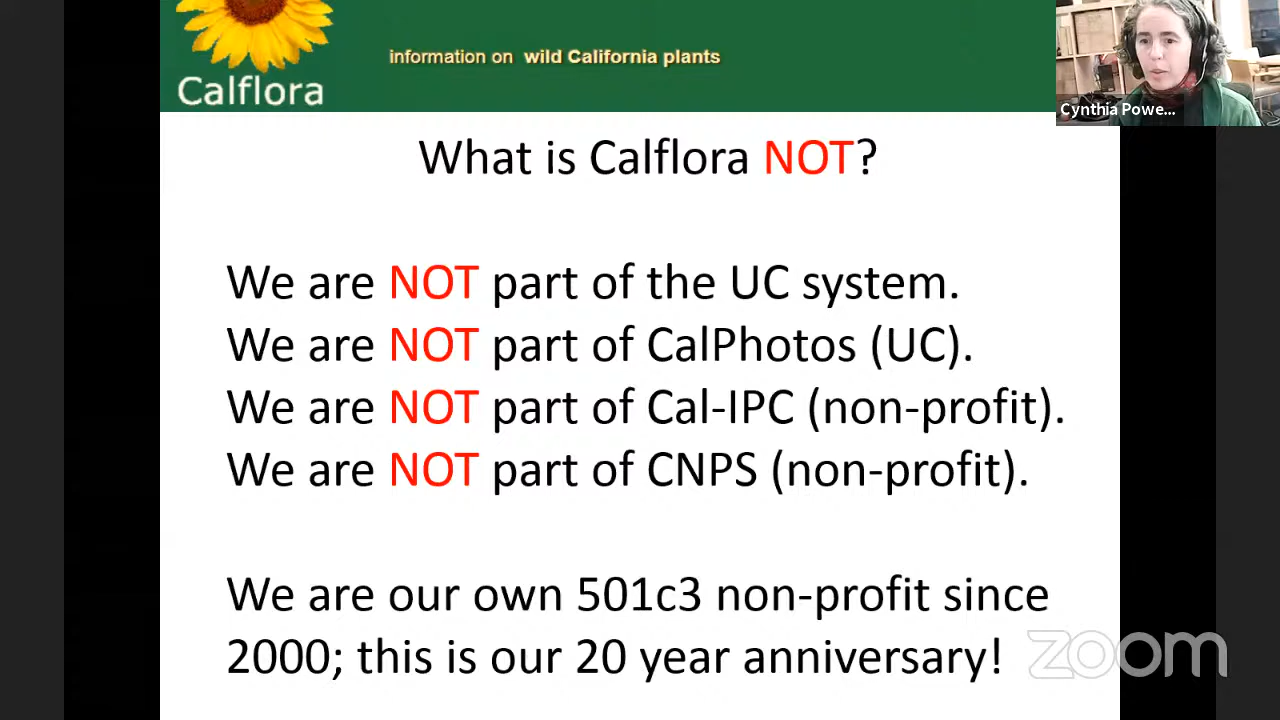 information on wild California plants
Calflora
Cynthia Powe...
What is Calflora NOT?
We are NOT part of the UC system.
We are NOT part of CalPhotos (UC).
We are NOT part of Cal-IPC (non-profit).
We are NOT part of CNPS (non-profit).
We are our own 501c3 non-profit since
2000; this is our 20 year anniversary!
zoom